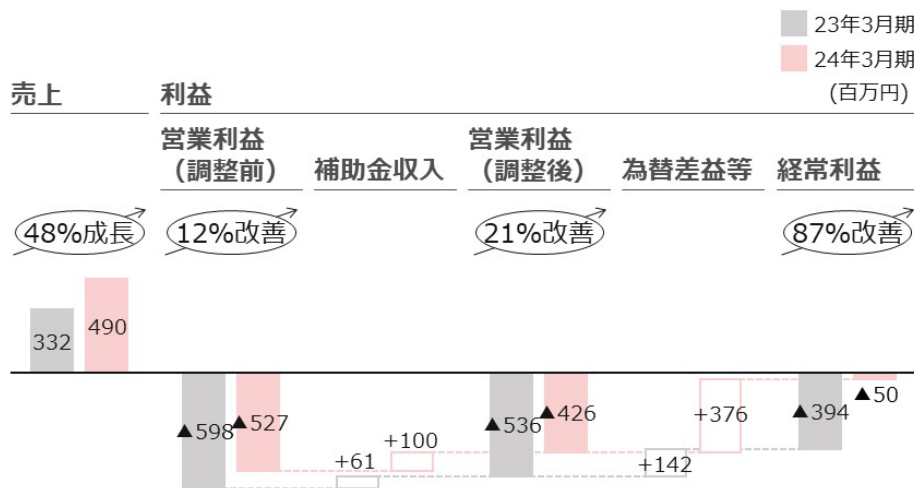 23年3月期
24年3月期
(百万円)
売上
利益
営業利益
（調整前）
補助金収入
営業利益
（調整後）
為替差益等
経常利益
48%成長
12%改善
21%改善
87%改善
332
490
▲598
▲527
+61
+100
▲536
▲426
+142
+376
▲394
▲50